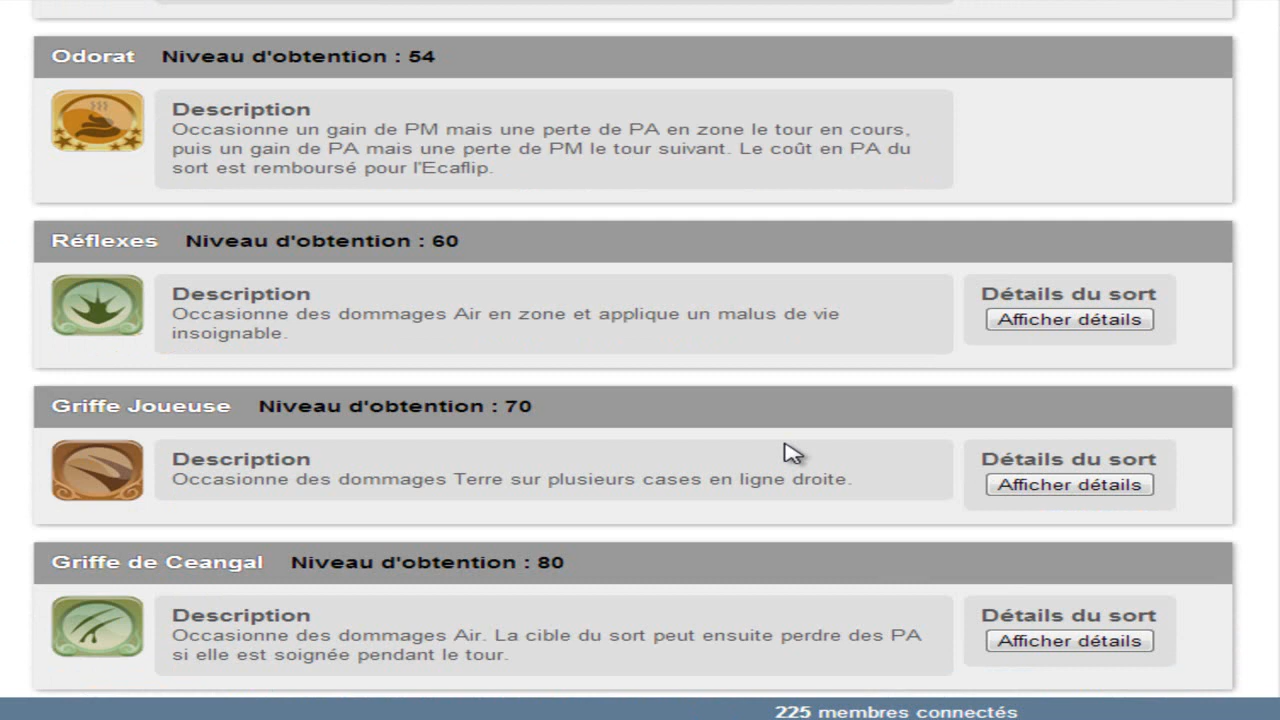 Odorat Niveau d'obtention : 54
Description
Occasionne un gain de PM mais une perte de PA en zone le tour en cours,
puis un gain de PA mais une perte de PM le tour suivant. Le coût en PA du
sort est remboursé pour l'Ecaflip.
Réflexes Niveau d'obtention : 60
Description
Occasionne des dommages Air en zone et applique un malus de vie
insoignable.
Détails du sort
Afficher détails
Griffe Joueuse Niveau d'obtention : 70
Description
Occasionne des dommages Terre sur plusieurs cases en ligne droite.
Détails du sort
Afficher détails
Griffe de Ceangal Niveau d'obtention : 80
Description
Occasionne des dommages Air. La cible du sort peut ensuite perdre des PA
si elle est soignée pendant le tour.
Détails du sort
Afficher détails
225 membres connectés